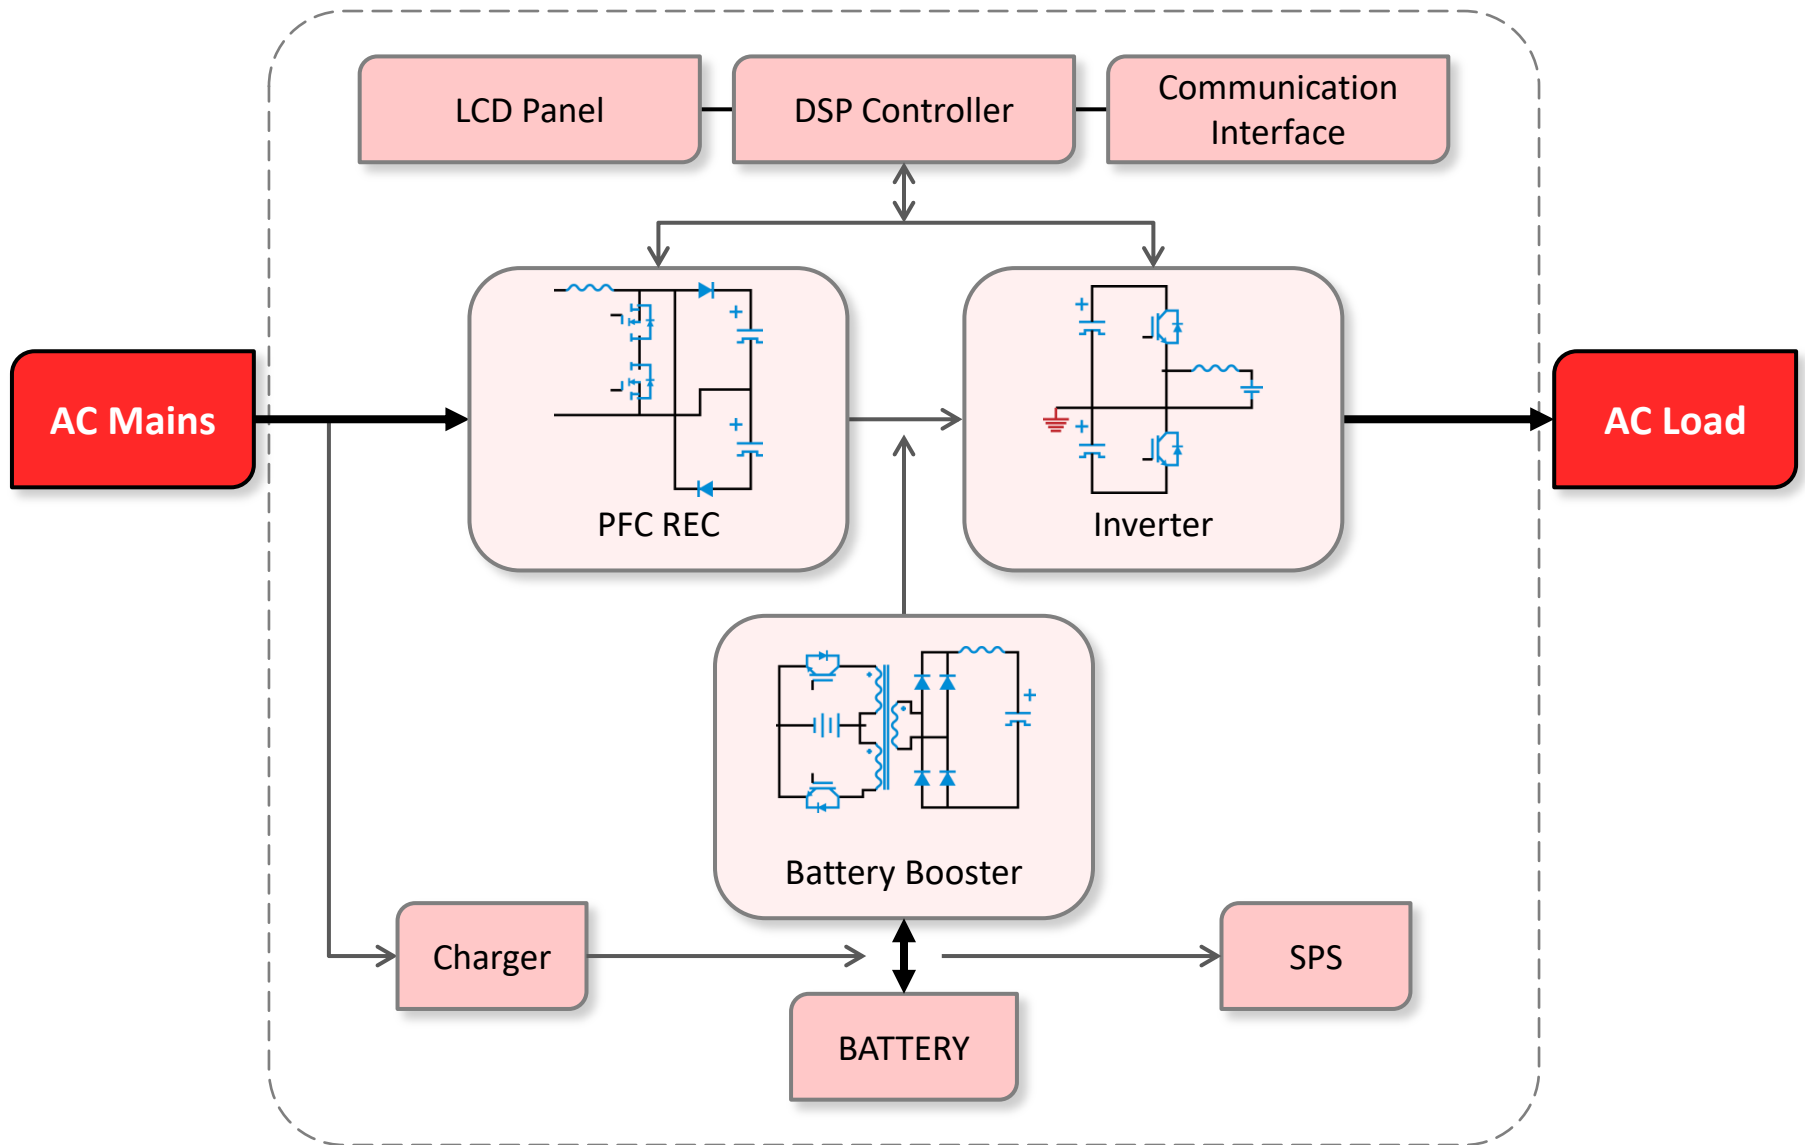 LCD Panel
DSP Controller
Communication
Interface
AC Mains
PFC REC
Inverter
AC Load
Battery Booster
Charger
SPS
BATTERY